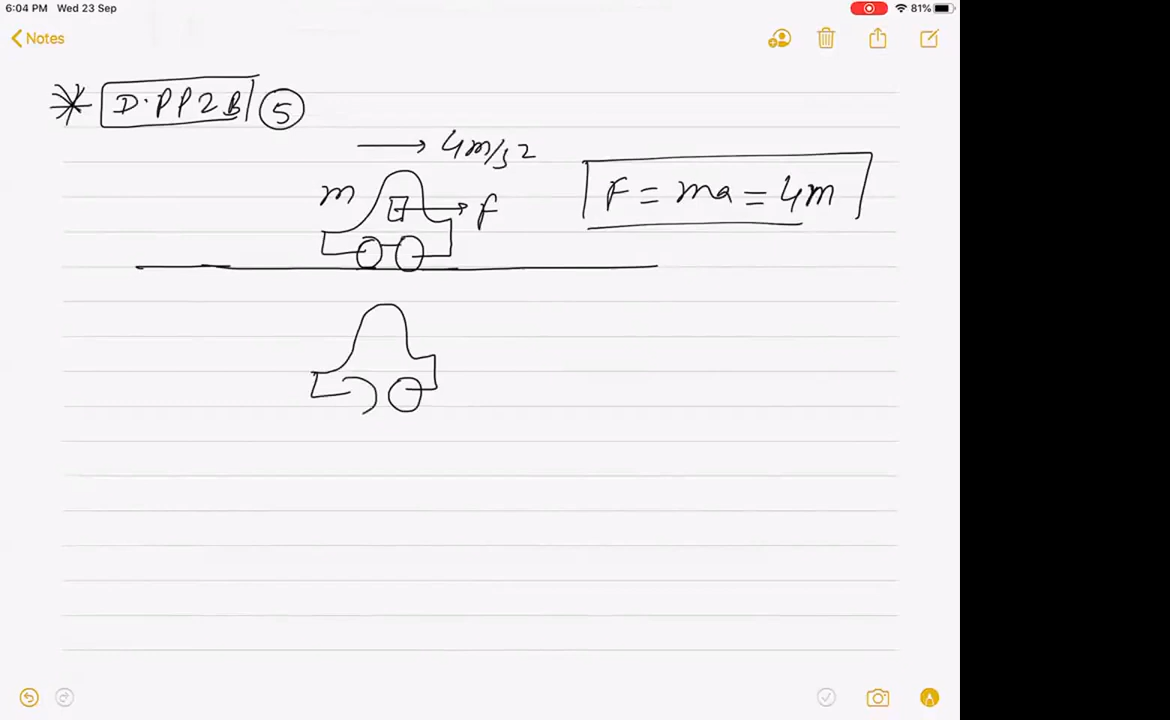 6:04 PM Wed 23 Sep 81%
Notes
D.PP2B 5
4m/s2
m
F
F = ma = 4m